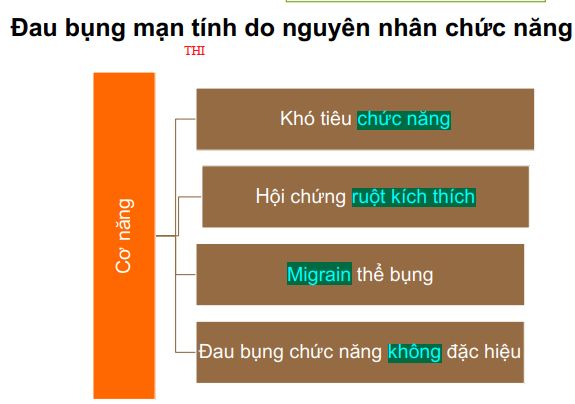 Đau bụng mạn tính do nguyên nhân chức năng
THI
Cơ năng
Khó tiêu chức năng
Hội chứng ruột kích thích
Migrain thể bụng
Đau bụng chức năng không đặc hiệu